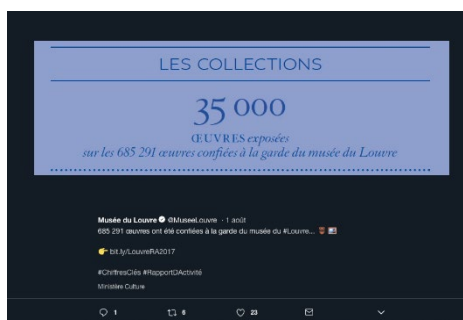 LES COLLECTIONS
35 000
ŒUVRES exposées
sur les 685 291 œuvres confiées à la garde du musée du Louvre
Musée du Louvre @MuseeLouvre · 1 août
685 291 œuvres ont été confiées à la garde du musée du #Louvre...
bit.ly/LouvreRA2017
#ChiffresClés #RapportDActivité
Ministère Culture
1 6 23